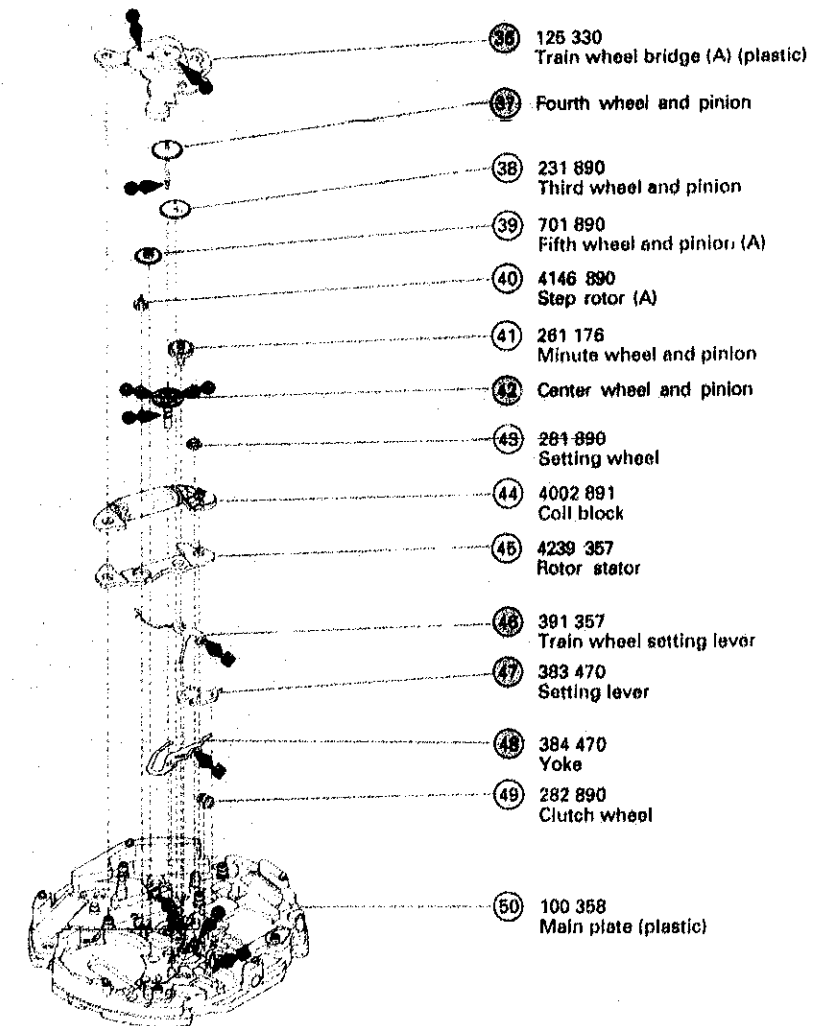 36 125 330
Train wheel bridge (A) (plastic)
37 Fourth wheel and pinion
38 231 890
Third wheel and pinion
39 701 890
Fifth wheel and pinion (A)
40 4146 890
Step rotor (A)
41 261 176
Minute wheel and pinion
42 Center wheel and pinion
43 281 890
Setting wheel
44 4002 891
Coil block
45 4239 357
Rotor stator
46 391 357
Train wheel setting lever
47 383 470
Setting lever
48 384 470
Yoke
49 282 890
Clutch wheel
50 100 358
Main plate (plastic)